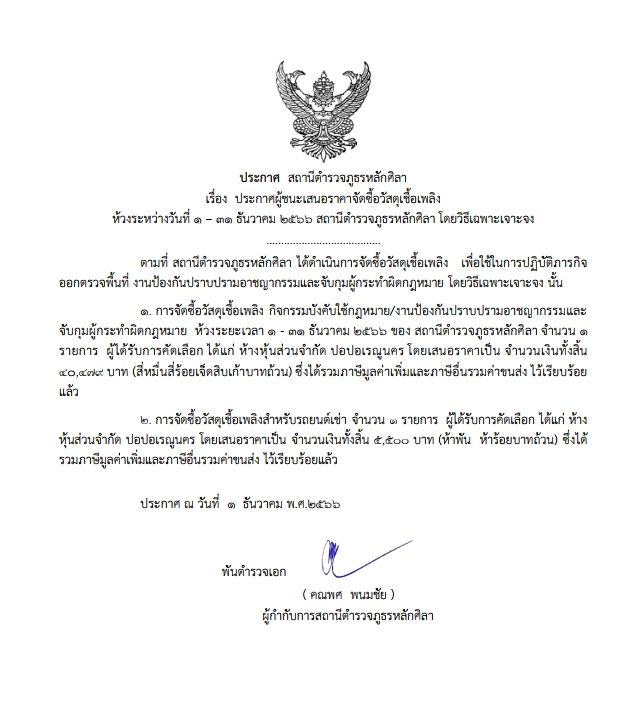 ประกาศ สถานีตำรวจภูธรหลักศิลา
เรื่อง ประกาศผู้ชนะเสนอราคาจัดซื้อวัสดุเชื้อเพลิง
ห้วงระหว่างวันที่ ๑ – ๓๑ ธันวาคม ๒๕๖๖ สถานีตำรวจภูธรหลักศิลา โดยวิธีเฉพาะเจาะจง
.......................................
ตามที่ สถานีตำรวจภูธรหลักศิลา ได้ดำเนินการจัดซื้อวัสดุเชื้อเพลิง เพื่อใช้ในการปฏิบัติภารกิจ
ออกตรวจพื้นที่ งานป้องกันปราบปรามอาชญากรรมและจับกุมผู้กระทำผิดกฎหมาย โดยวิธีเฉพาะเจาะจง นั้น
๑. การจัดซื้อวัสดุเชื้อเพลิง กิจกรรมบังคับใช้กฎหมาย/งานป้องกันปราบปรามอาชญากรรมและ
จับกุมผู้กระทำผิดกฎหมาย ห้วงระยะเวลา ๑ - ๓๑ ธันวาคม ๒๕๖๖ ของ สถานีตำรวจภูธรหลักศิลา จำนวน ๑
รายการ ผู้ได้รับการคัดเลือก ได้แก่ ห้างหุ้นส่วนจำกัด ปอปอเรณูนคร โดยเสนอราคาเป็น จำนวนเงินทั้งสิ้น
๔๐,๔๗๙ บาท (สี่หมื่นสี่ร้อยเจ็ดสิบเก้าบาทถ้วน) ซึ่งได้รวมภาษีมูลค่าเพิ่มและภาษีอื่นรวมค่าขนส่ง ไว้เรียบร้อย
แล้ว
๒. การจัดซื้อวัสดุเชื้อเพลิงสำหรับรถยนต์เช่า จำนวน ๑ รายการ ผู้ได้รับการคัดเลือก ได้แก่ ห้าง
หุ้นส่วนจำกัด ปอปอเรณูนคร โดยเสนอราคาเป็น จำนวนเงินทั้งสิ้น ๕,๕๐๐ บาท (ห้าพัน ห้าร้อยบาทถ้วน) ซึ่งได้
รวมภาษีมูลค่าเพิ่มและภาษีอื่นรวมค่าขนส่ง ไว้เรียบร้อยแล้ว
ประกาศ ณ วันที่ ๑ ธันวาคม พ.ศ.๒๕๖๖
พันตำรวจเอก
( คณพศ พนมชัย )
ผู้กำกับการสถานีตำรวจภูธรหลักศิลา